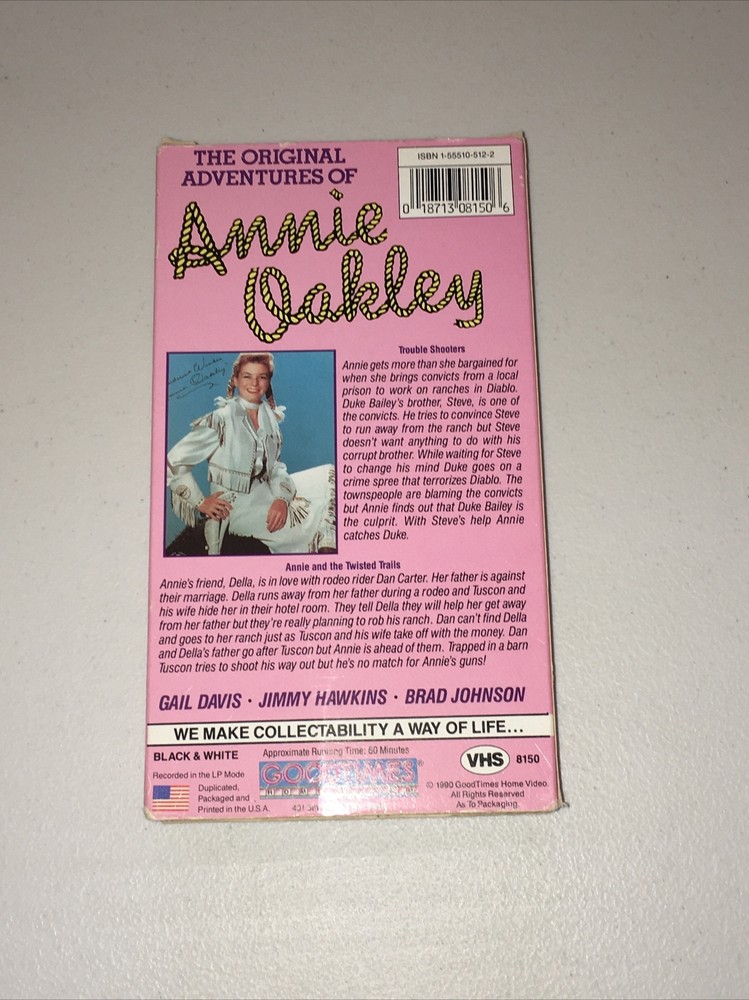 THE ORIGINAL
ADVENTURES OF
Annie
Oakley
ISBN 1-55510-512-2
0 18713 08150 6
Trouble Shooters
Annie gets more than she bargained for
when she brings convicts from a local
prison to work on ranches in Diablo.
Duke Bailey's brother, Steve, is one of
the convicts. He tries to convince Steve
to run away from the ranch but Steve
doesn't want anything to do with his
corrupt brother. While waiting for Steve
to change his mind Duke goes on a
crime spree that terrorizes Diablo. The
townspeople are blaming the convicts
but Annie finds out that Duke Bailey is
the culprit. With Steve's help Annie
catches Duke.
Annie and the Twisted Trails
Annie's friend, Della, is in love with rodeo rider Dan Carter. Her father is against
their marriage. Della runs away from her father during a rodeo and Tuscon and
his wife hide her in their hotel room. They tell Della they will help her get away
from her father but they're really planning to rob his ranch. Dan can't find Della
and goes to her ranch just as Tuscon and his wife take off with the money. Dan
and Della's father go after Tuscon but Annie is ahead of them. Trapped in a barn
Tuscon tries to shoot his way out but he's no match for Annie's guns!
GAIL DAVIS · JIMMY HAWKINS · BRAD JOHNSON
WE MAKE COLLECTABILITY A WAY OF LIFE...
BLACK & WHITE
Recorded in the LP Mode
Duplicated,
Packaged and
Printed in the U.S.A.
Approximate Running Time: 60 Minutes
GOODTIMES®
HOME VIDEO
VHS 8150
© 1990 GoodTimes Home Video.
All Rights Reserved
As To Packaging.